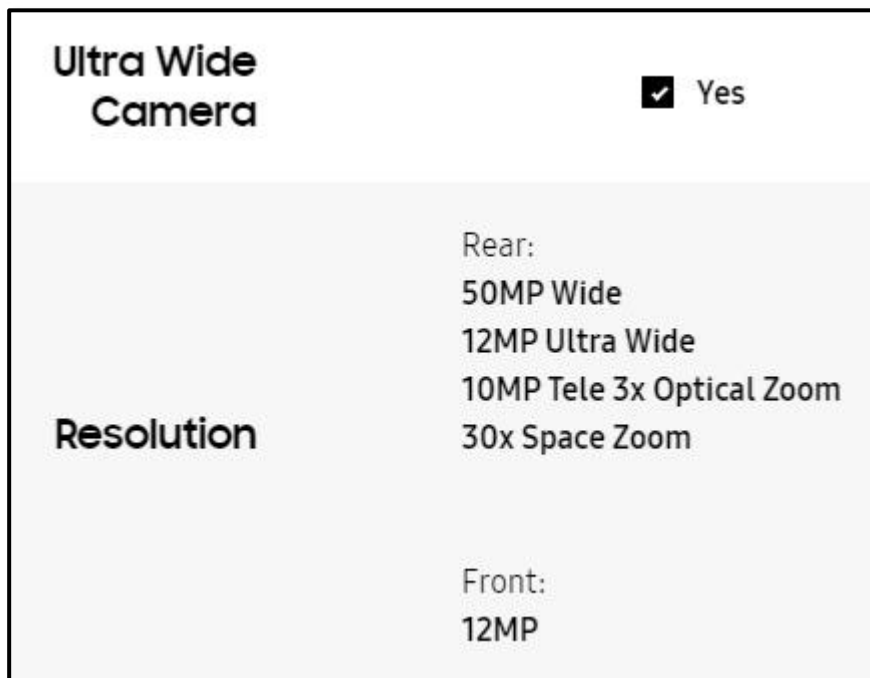 Ultra Wide
Camera
Yes
Resolution
Rear:
50MP Wide
12MP Ultra Wide
10MP Tele 3x Optical Zoom
30x Space Zoom
Front:
12MP